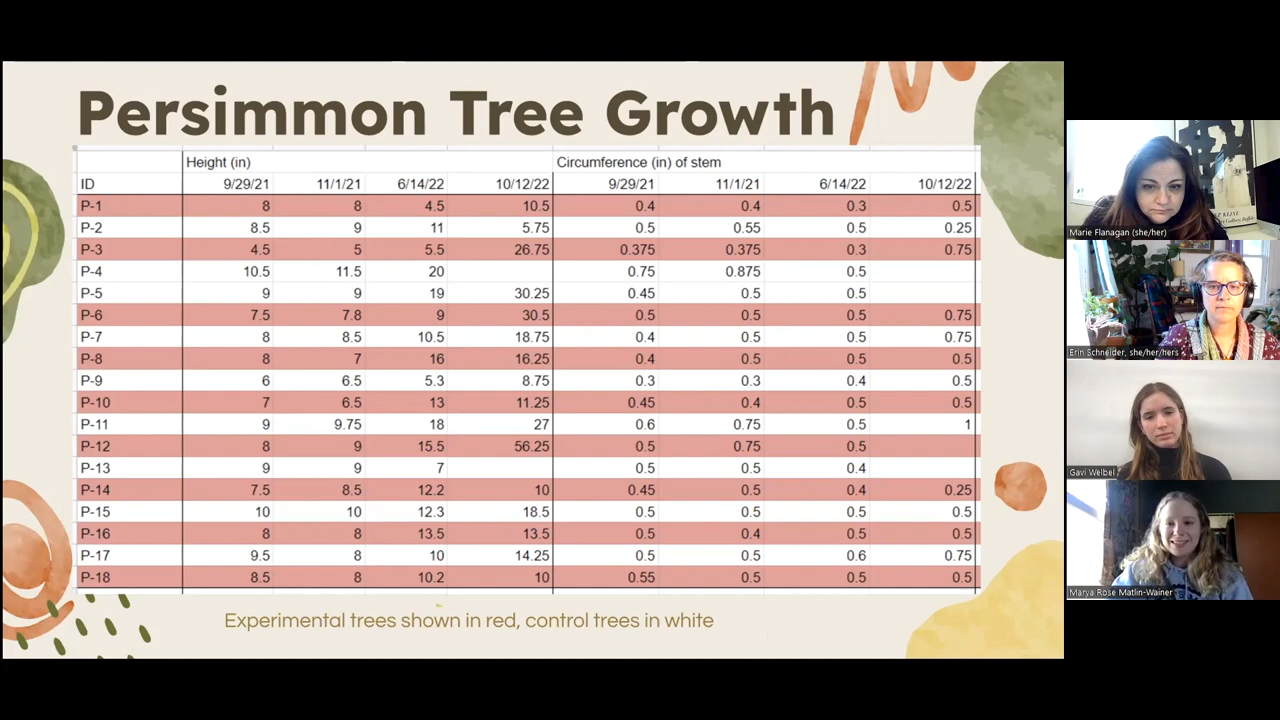 Persimmon Tree Growth
Height (in) Circumference (in) of stem
ID 9/29/21 11/1/21 6/14/22 10/12/22 9/29/21 11/1/21 6/14/22 10/12/22
P-1 8 8 4.5 10.5 0.4 0.4 0.3 0.5
P-2 8.5 9 11 5.75 0.5 0.55 0.5 0.25
P-3 4.5 5 5.5 26.75 0.375 0.375 0.3 0.75
P-4 10.5 11.5 20 0.75 0.875 0.5
P-5 9 9 19 30.25 0.45 0.5 0.5
P-6 7.5 7.8 9 30.5 0.5 0.5 0.5 0.75
P-7 8 8.5 10.5 18.75 0.4 0.5 0.5 0.75
P-8 8 7 16 16.25 0.4 0.5 0.5 0.5
P-9 6 6.5 5.3 8.75 0.3 0.3 0.4 0.5
P-10 7 6.5 13 11.25 0.45 0.4 0.5 0.5
P-11 9 9.75 18 27 0.6 0.75 0.5 1
P-12 8 9 15.5 56.25 0.5 0.75 0.5
P-13 9 9 7 0.5 0.5 0.4
P-14 7.5 8.5 12.2 10 0.45 0.5 0.4 0.25
P-15 10 10 12.3 18.5 0.5 0.5 0.5 0.5
P-16 8 8 13.5 13.5 0.5 0.4 0.5 0.5
P-17 9.5 8 10 14.25 0.5 0.5 0.6 0.75
P-18 8.5 8 10.2 10 0.55 0.5 0.5 0.5
Experimental trees shown in red, control trees in white
Marie Flanagan (she/her)
Erin Schneider, she/her/hers
Gavi Welbel
Marya Rose Matlin-Wainer